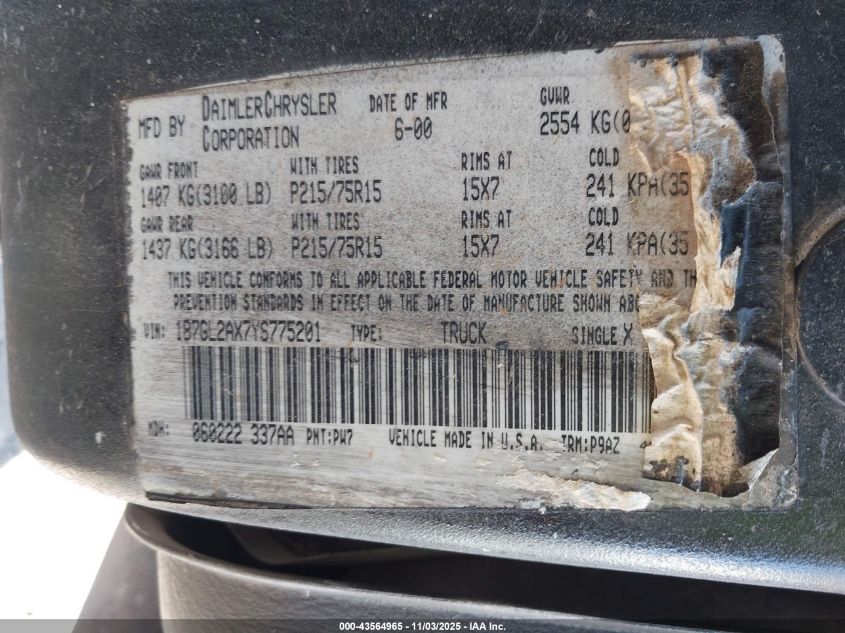 MFD BY DAIMLERCHRYSLER CORPORATION DATE OF MFR 6-00 GVWR 2554 KG(0
GAWR FRONT WITH TIRES RIMS AT COLD
1407 KG(3100 LB) P215/75R15 15X7 241 KPA(35
GAWR REAR WITH TIRES RIMS AT COLD
1437 KG(3166 LB) P215/75R15 15X7 241 KPA(35
THIS VEHICLE CONFORMS TO ALL APPLICABLE FEDERAL MOTOR VEHICLE SAFETY AND TH
PREVENTION STANDARDS IN EFFECT ON THE DATE OF MANUFACTURE SHOWN ABO
VIN: 1B7GL2AX7YS775201 TYPE: TRUCK SINGLE X
MDH: 060222 337AA PNT:PW7 VEHICLE MADE IN U.S.A. TRM:P9AZ
000-43564965 - 11/03/2025 - IAA Inc.